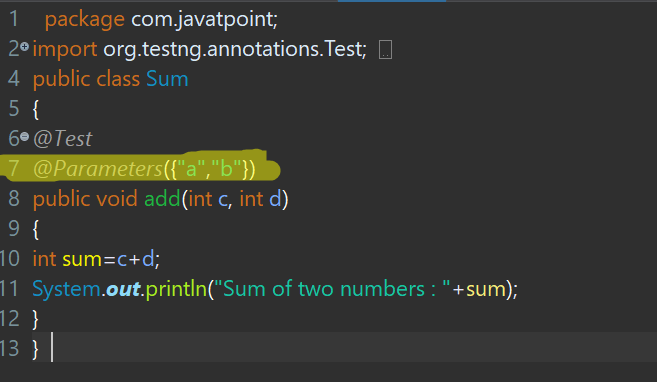 1 package com.javatpoint;
2 import org.testng.annotations.Test;
4 public class Sum
5 {
6 @Test
7 @Parameters({"a","b"})
8 public void add(int c, int d)
9 {
10 int sum=c+d;
11 System.out.println("Sum of two numbers : "+sum);
12 }
13 }